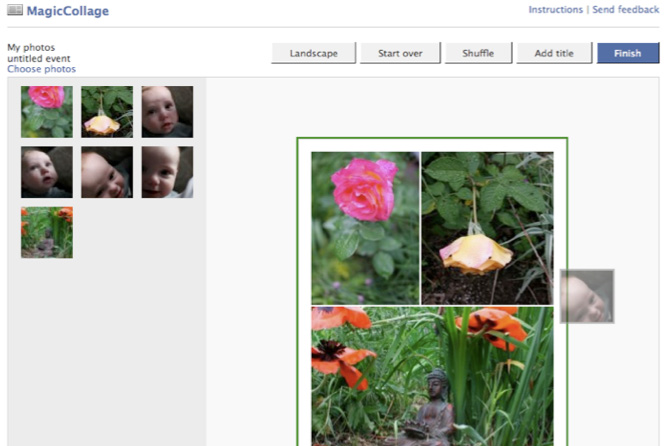 MagicCollage
Instructions | Send feedback
My photos
untitled event
Choose photos
Landscape
Start over
Shuffle
Add title
Finish